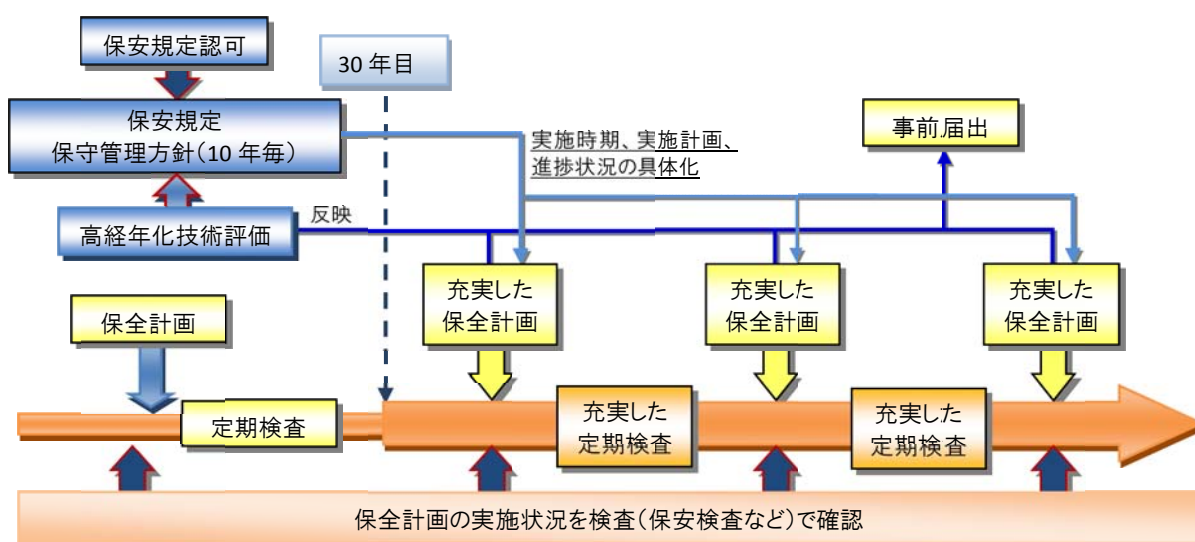 保安規定認可
30 年目
保安規定
保守管理方針(10 年毎)
事前届出
実施時期、実施計画、
進捗状況の具体化
反映
高経年化技術評価
保全計画
充実した
保全計画
充実した
保全計画
充実した
保全計画
定期検査
充実した
定期検査
充実した
定期検査
保全計画の実施状況を検査(保安検査など)で確認